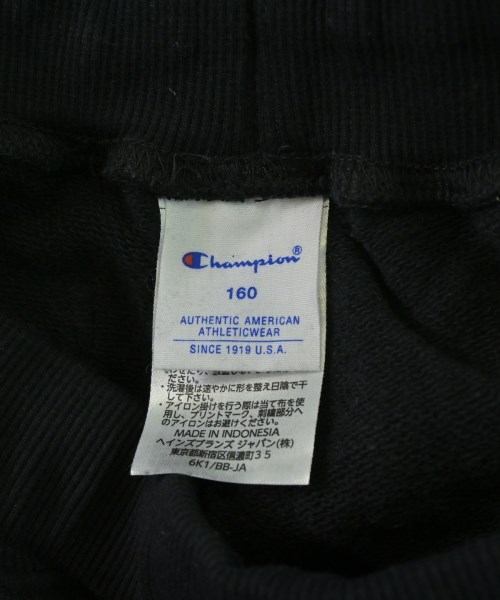 Champion®
160
AUTHENTIC AMERICAN
ATHLETICWEAR
SINCE 1919 U.S.A.
ださい。
・洗濯後は速やかに形を整え日陰で干
して下さい。
・アイロン掛けを行う際は当て布を使
用し、プリントマーク、刺繍部分へ
のアイロンはお避けください。
MADE IN INDONESIA
ヘインズブランズ ジャパン(株)
東京都新宿区信濃町35
6K1/BB-JA